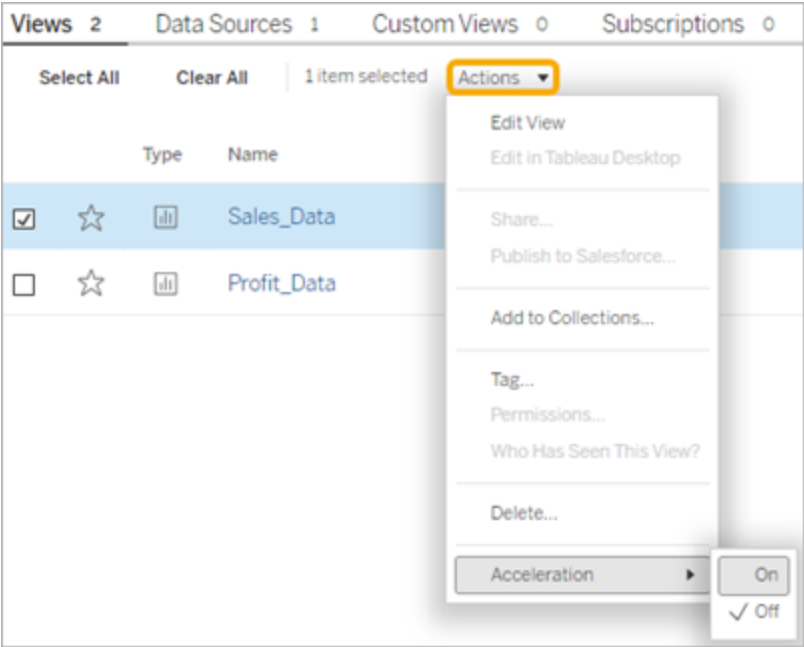 Views 2 Data Sources 1 Custom Views 0 Subscriptions 0
Select All Clear All 1 item selected Actions
Edit View
Edit in Tableau Desktop
Share...
Publish to Salesforce...
Add to Collections...
Tag...
Permissions...
Who Has Seen This View?
Delete...
Acceleration
On
Off
Type Name
Sales_Data
Profit_Data